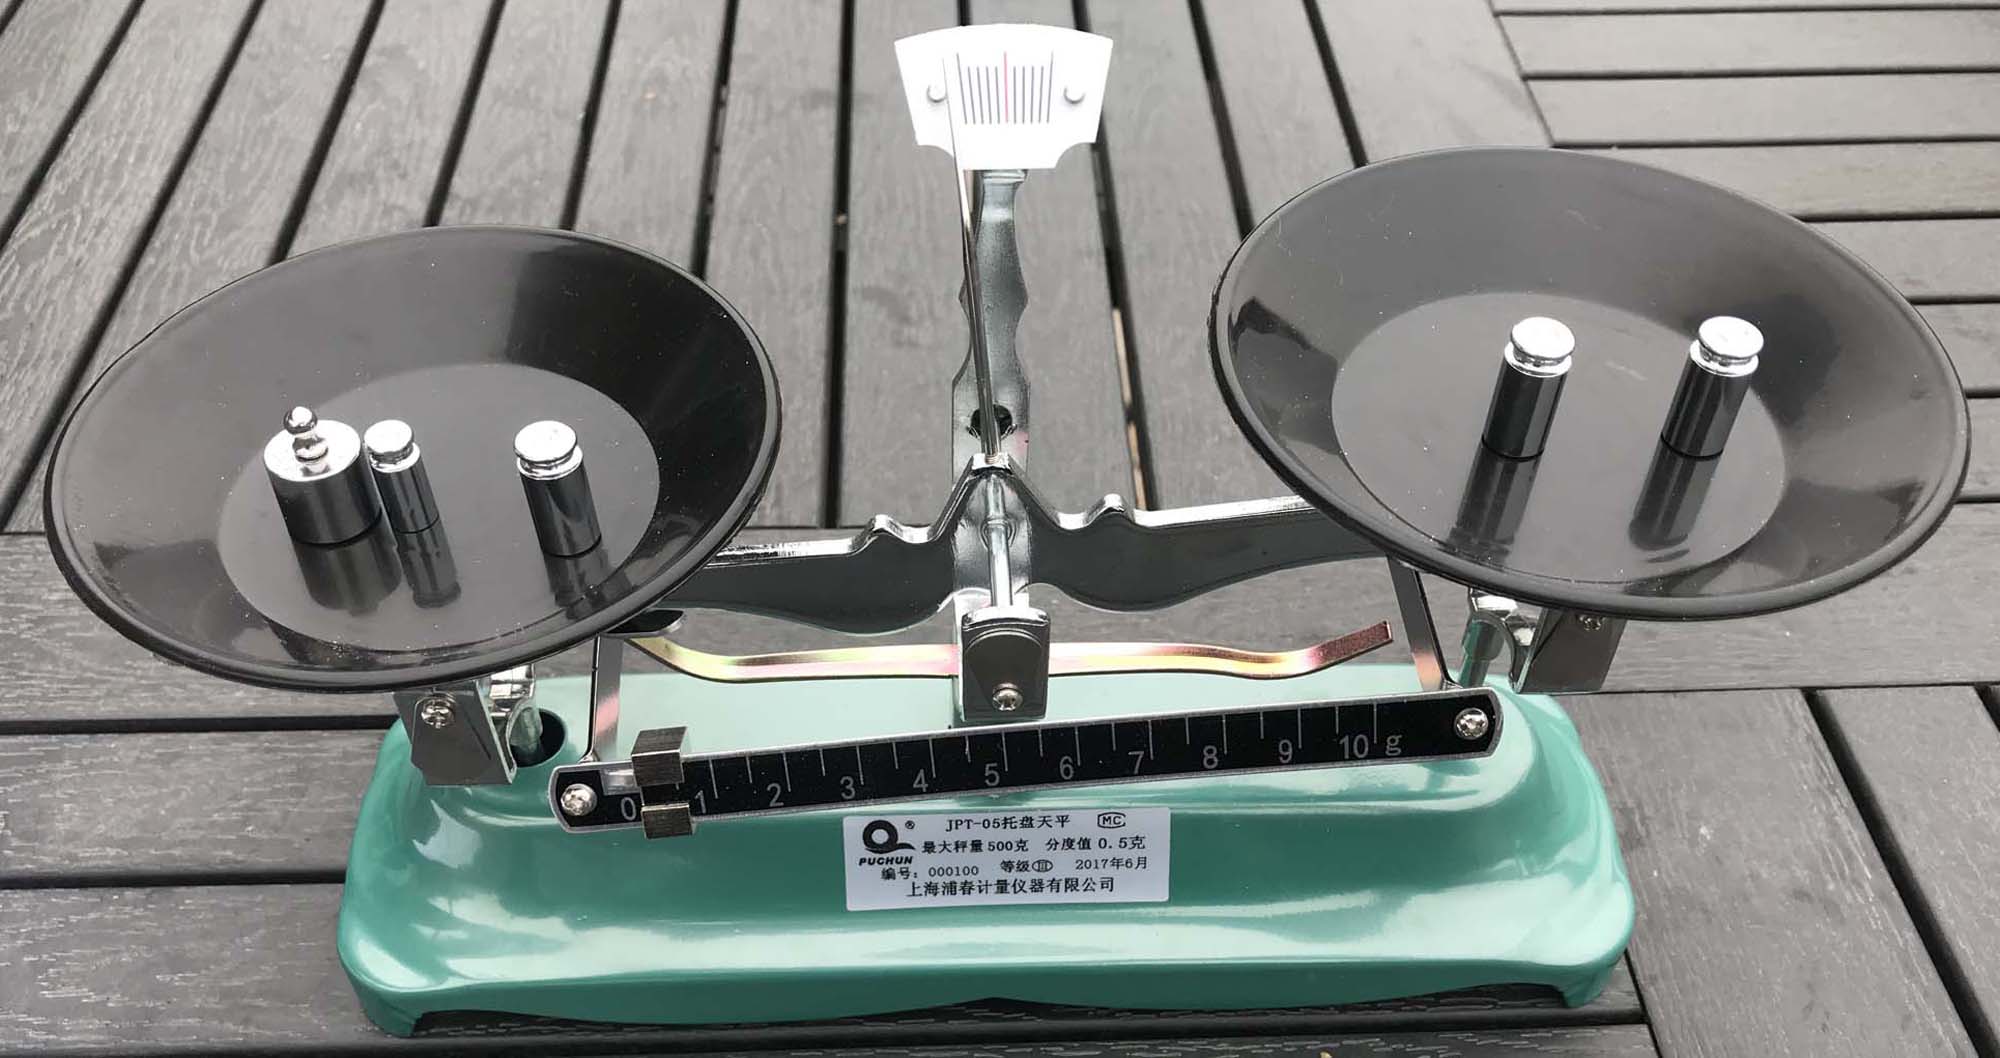 0 1 2 3 4 5 6 7 8 9 10 g
® JPT-05托盘天平 MC
PUCHUN 最大秤量500克 分度值0.5克
编号：000100 等级Ⅲ 2017年6月
上海浦春计量仪器有限公司